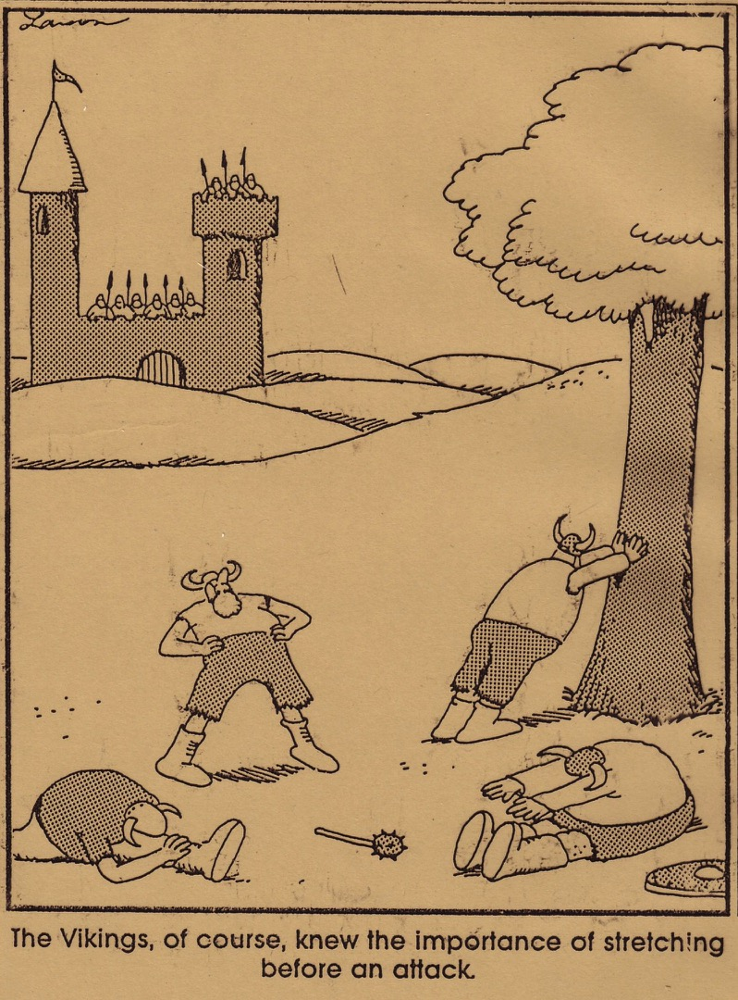 Larson
The Vikings, of course, knew the importance of stretching
before an attack.